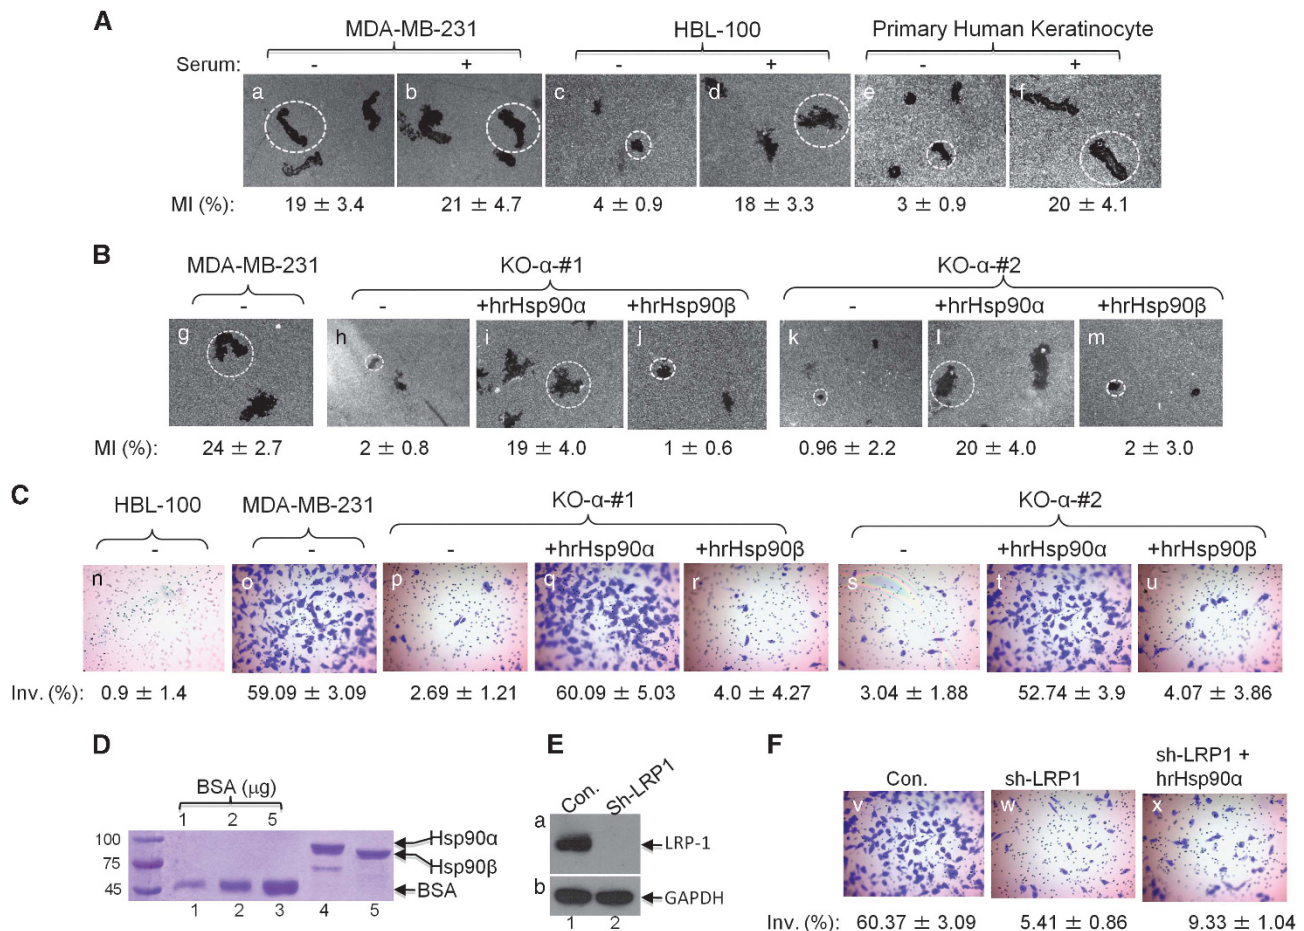 A
MDA-MB-231 HBL-100 Primary Human Keratinocyte
Serum: - + - + - +
a b c d e f
MI (%): 19 ± 3.4 21 ± 4.7 4 ± 0.9 18 ± 3.3 3 ± 0.9 20 ± 4.1
B
MDA-MB-231 KO-α-#1 KO-α-#2
- - +hrHsp90α +hrHsp90β - +hrHsp90α +hrHsp90β
g h i j k l m
MI (%): 24 ± 2.7 2 ± 0.8 19 ± 4.0 1 ± 0.6 0.96 ± 2.2 20 ± 4.0 2 ± 3.0
C
HBL-100 MDA-MB-231 KO-α-#1 KO-α-#2
- - - +hrHsp90α +hrHsp90β - +hrHsp90α +hrHsp90β
n o p q r s t u
Inv. (%): 0.9 ± 1.4 59.09 ± 3.09 2.69 ± 1.21 60.09 ± 5.03 4.0 ± 4.27 3.04 ± 1.88 52.74 ± 3.9 4.07 ± 3.86
D
BSA (μg)
1 2 5
100
75
45
Hsp90α
Hsp90β
BSA
1 2 3 4 5
E
Con. Sh-LRP1
a
LRP-1
b
GAPDH
1 2
F
Con. sh-LRP1 sh-LRP1 +
hrHsp90α
v w x
Inv. (%): 60.37 ± 3.09 5.41 ± 0.86 9.33 ± 1.04